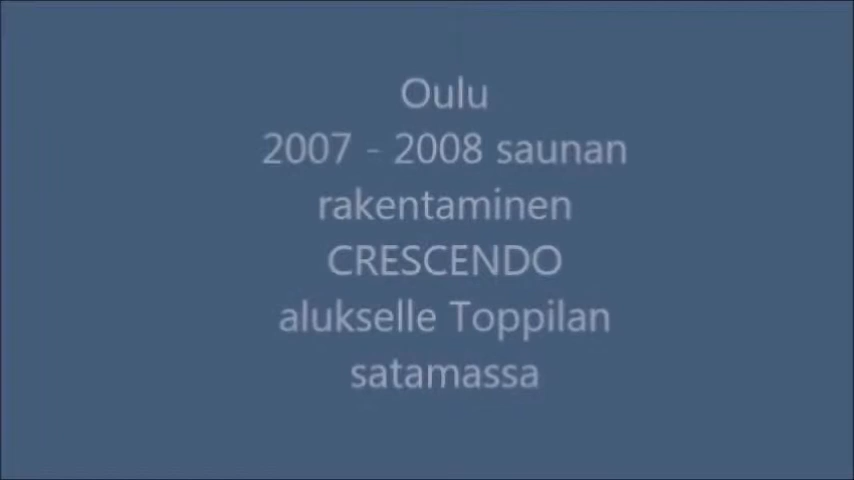 Oulu
2007 - 2008 saunan
rakentaminen
CRESCENDO
alukselle Toppilan
satamassa